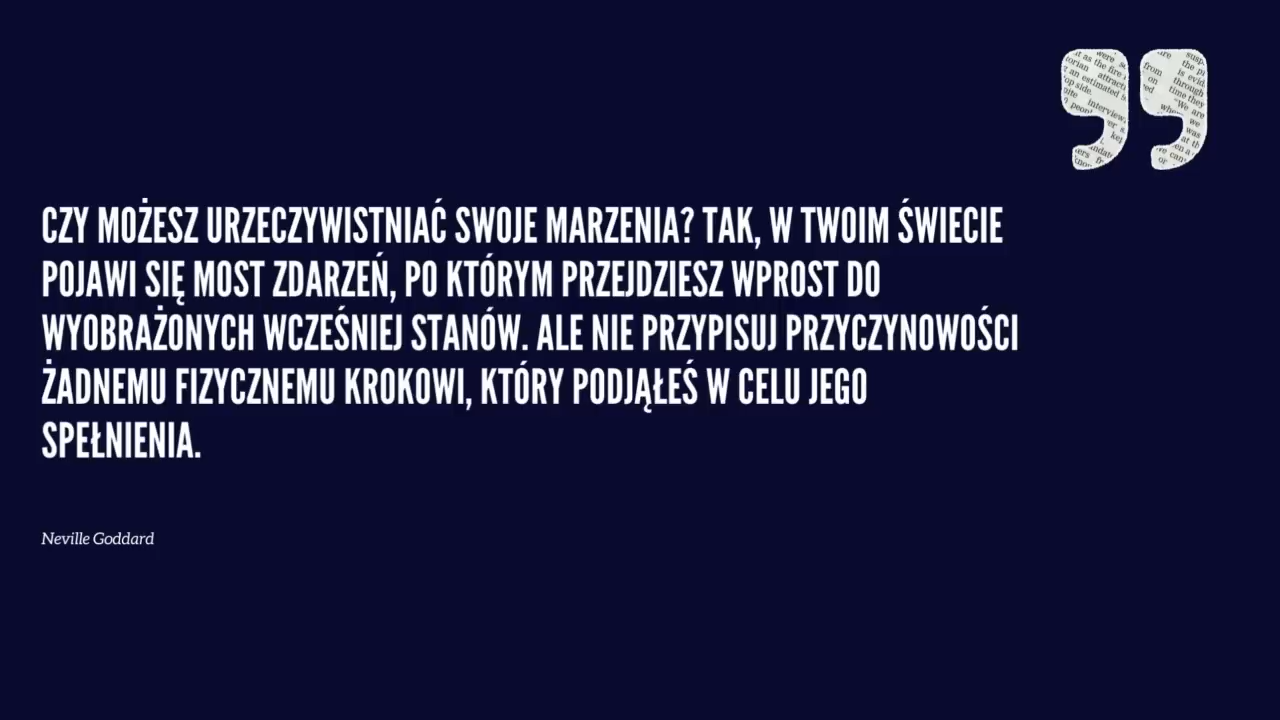 CZY MOŻESZ URZECZYWISTNIAĆ SWOJE MARZENIA? TAK, W TWOIM ŚWIECIE
POJAWI SIĘ MOST ZDARZEŃ, PO KTÓRYM PRZEJDZIESZ WPROST DO
WYOBRAŻONYCH WCZEŚNIEJ STANÓW. ALE NIE PRZYPISUJ PRZYCZYNOWOŚCI
ŻADNEMU FIZYCZNEMU KROKOWI, KTÓRY PODJĄŁEŚ W CELU JEGO
SPEŁNIENIA.
Neville Goddard